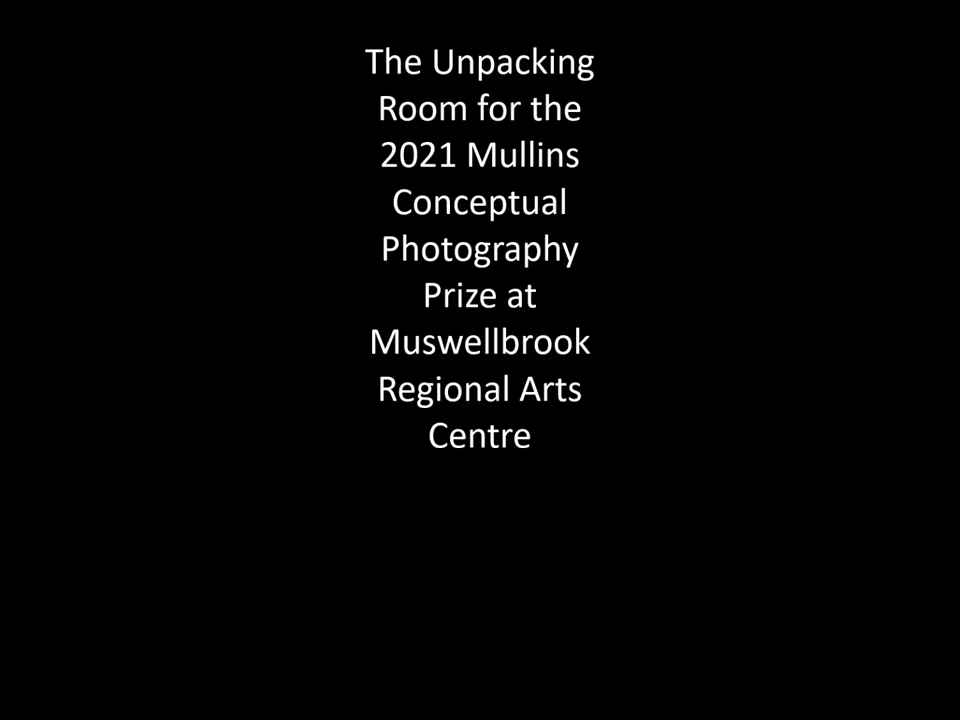 The Unpacking
Room for the
2021 Mullins
Conceptual
Photography
Prize at
Muswellbrook
Regional Arts
Centre